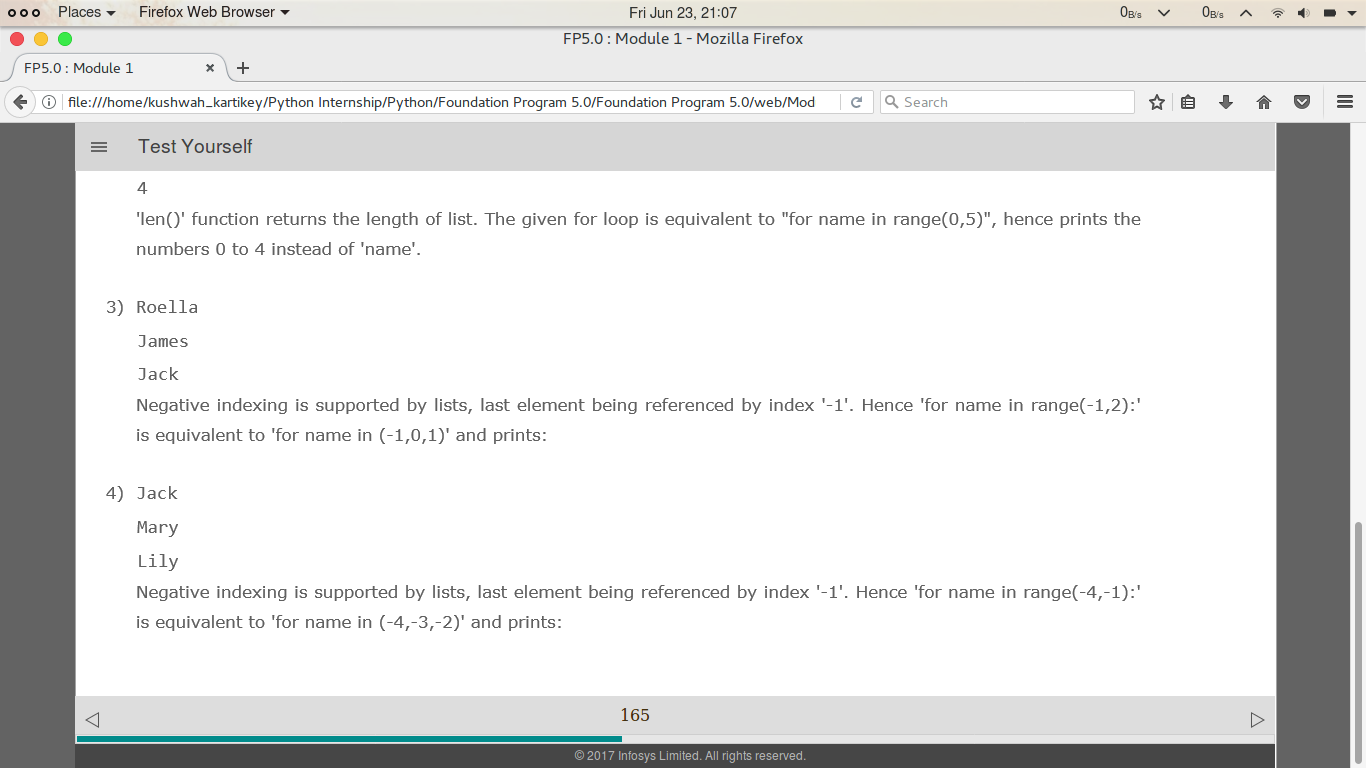 Places Firefox Web Browser Fri Jun 23, 21:07 0B/s 0B/s
FP5.0 : Module 1 - Mozilla Firefox
FP5.0 : Module 1
file:///home/kushwah_kartikey/Python Internship/Python/Foundation Program 5.0/Foundation Program 5.0/web/Mod Search
Test Yourself
4
'len()' function returns the length of list. The given for loop is equivalent to "for name in range(0,5)", hence prints the
numbers 0 to 4 instead of 'name'.
3) Roella
James
Jack
Negative indexing is supported by lists, last element being referenced by index '-1'. Hence 'for name in range(-1,2):'
is equivalent to 'for name in (-1,0,1)' and prints:
4) Jack
Mary
Lily
Negative indexing is supported by lists, last element being referenced by index '-1'. Hence 'for name in range(-4,-1):'
is equivalent to 'for name in (-4,-3,-2)' and prints:
165
© 2017 Infosys Limited. All rights reserved.